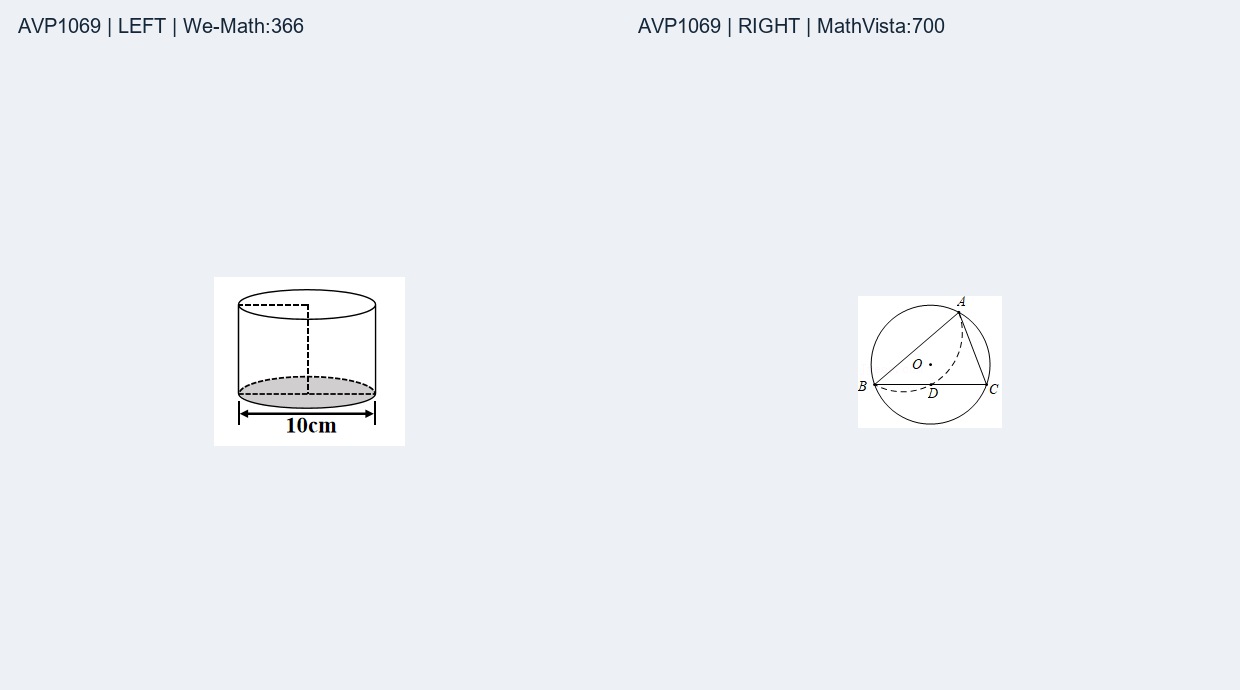 AVP1069 | LEFT | We-Math:366
10cm
AVP1069 | RIGHT | MathVista:700
A
O
B
D
C